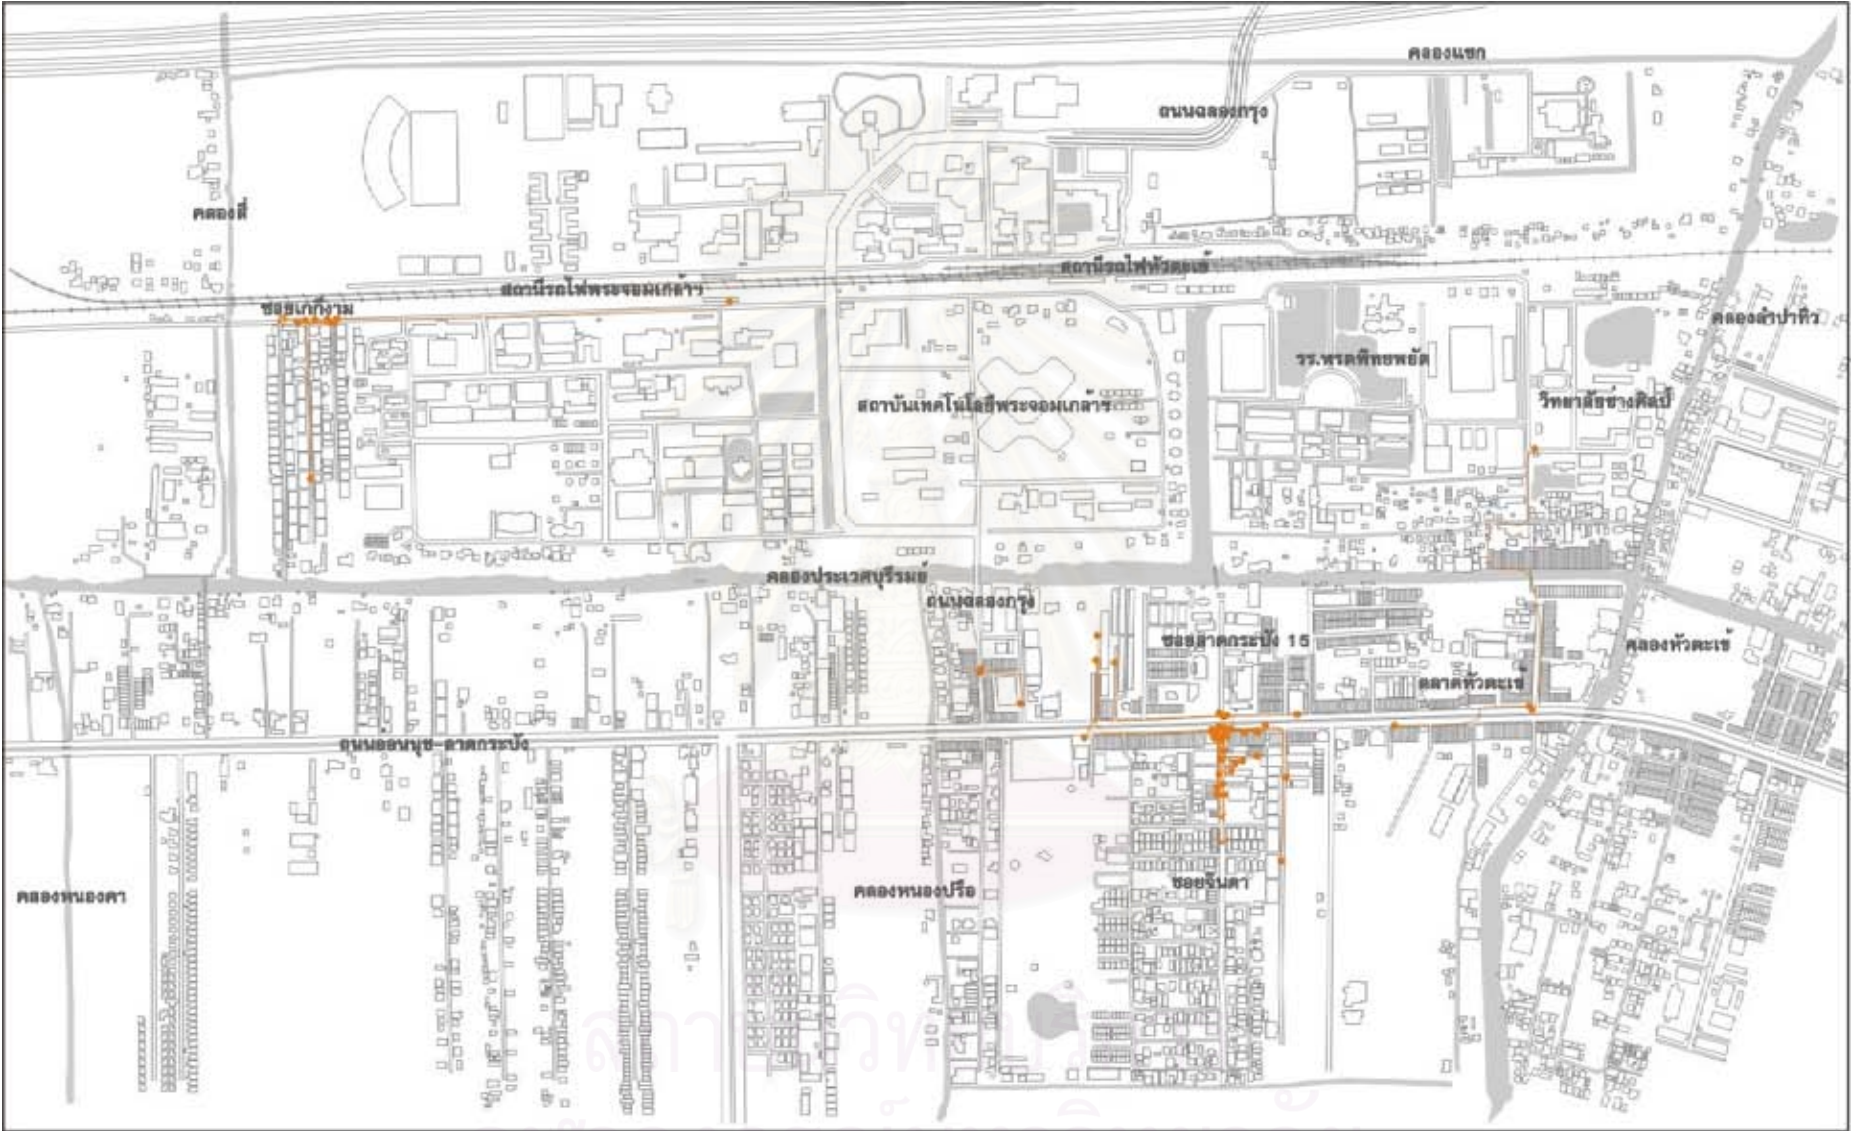 คลองแขก
ถนนฉลองกรุง
คลองสี่
สถานีรถไฟหัวตะเข้
สถานีรถไฟพระจอมเกล้าฯ
ซอยเกกีงาม
คลองลำปาทิว
รร.พรตพิทยพยัต
วิทยาลัยช่างศิลป์
สถาบันเทคโนโลยีพระจอมเกล้าฯ
คลองประเวศบุรีรมย์
ถนนฉลองกรุง
ซอยลาดกระบัง 15
คลองหัวตะเข้
ตลาดหัวตะเข้
ถนนอ่อนนุช-ลาดกระบัง
ซอยจินดา
คลองหนองคา
คลองหนองปรือ